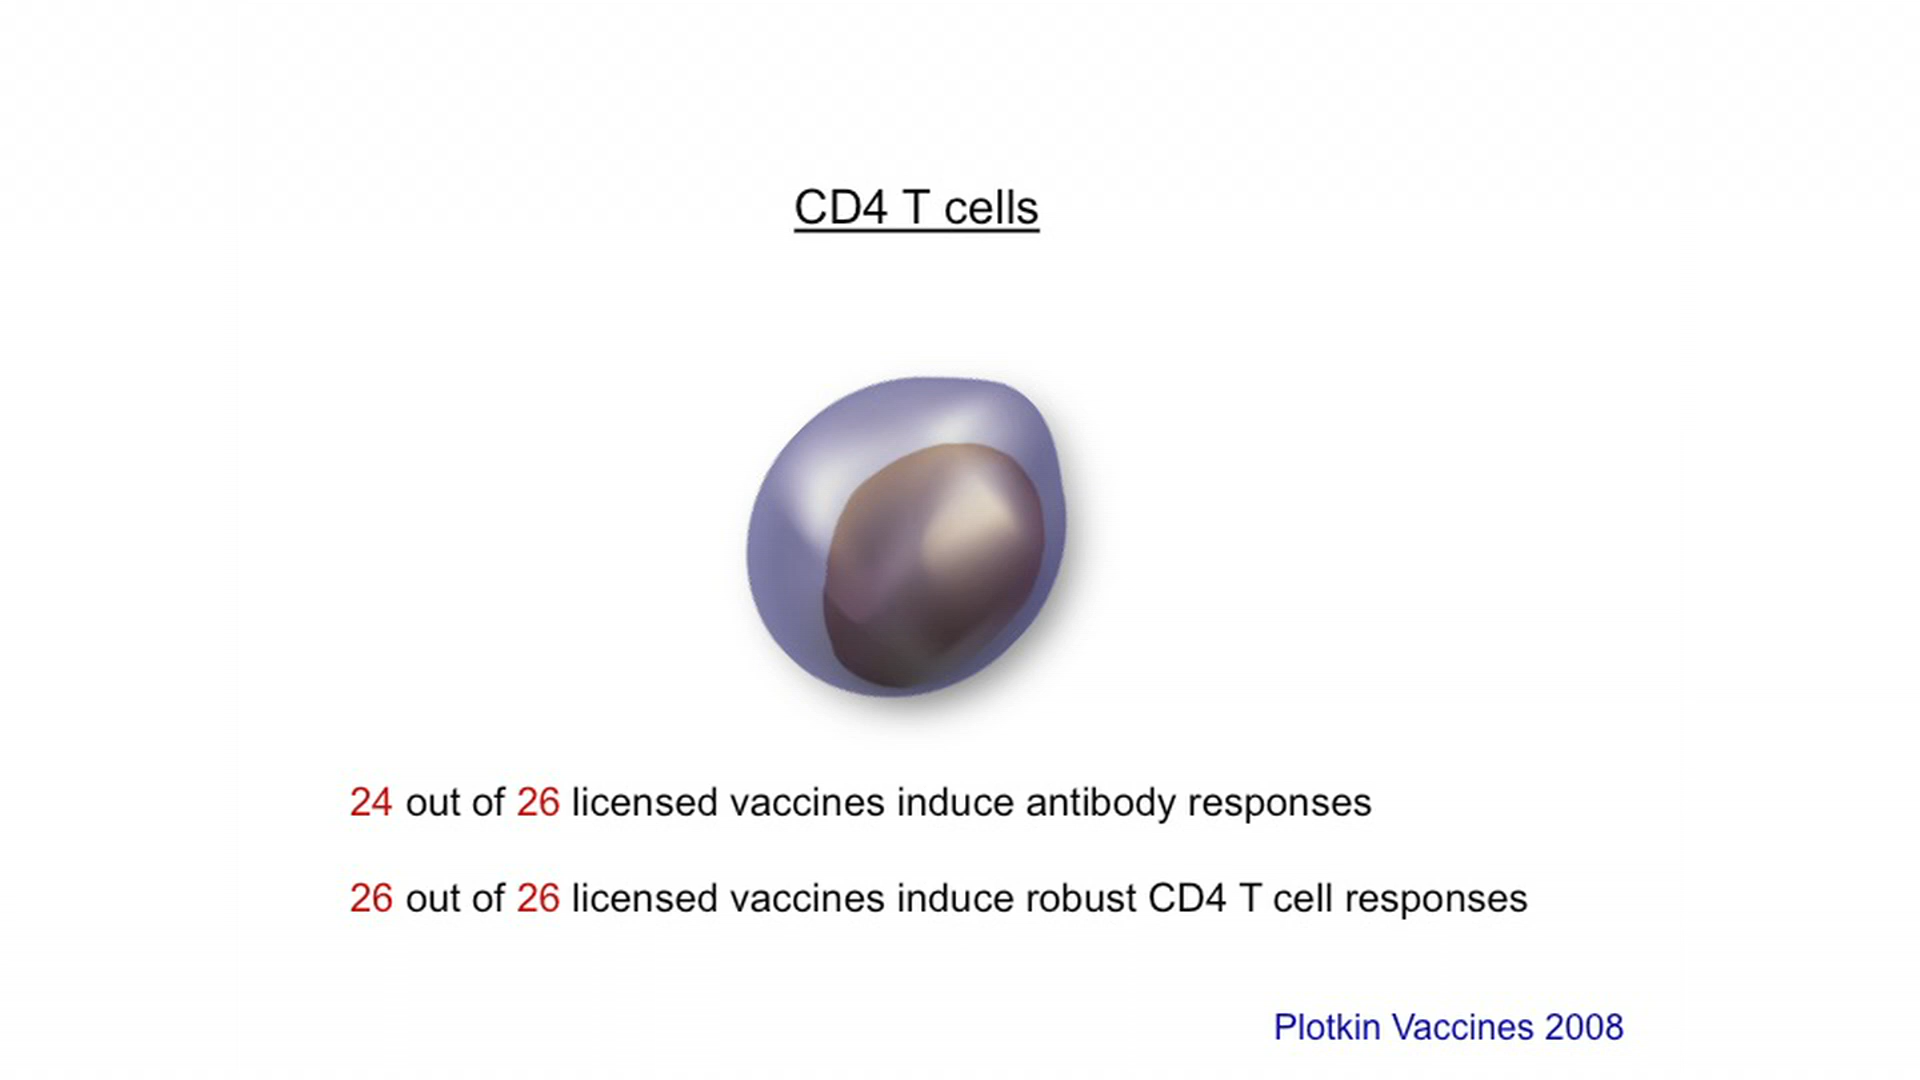 CD4 T cells
24 out of 26 licensed vaccines induce antibody responses
26 out of 26 licensed vaccines induce robust CD4 T cell responses
Plotkin Vaccines 2008